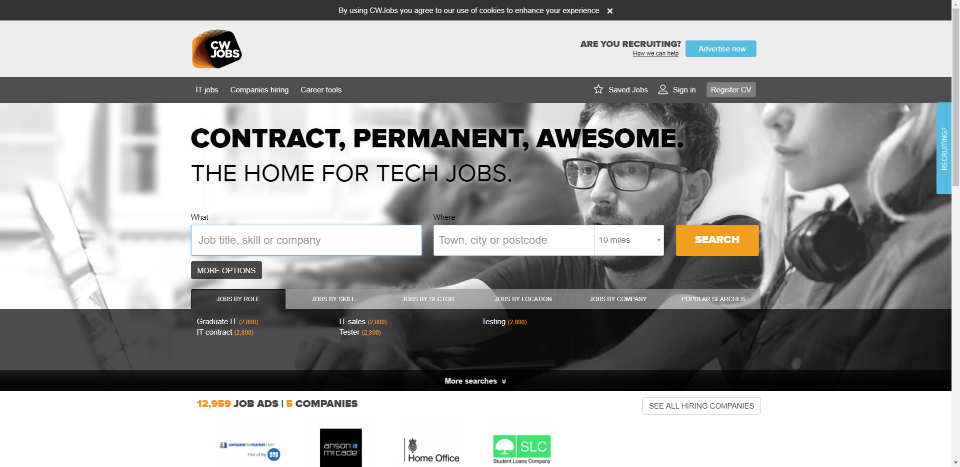 By using CWJobs you agree to our use of cookies to enhance your experience ×
CW JOBS
ARE YOU RECRUITING?
How we can help
Advertise now
IT jobs Companies hiring Career tools Saved Jobs Sign in Register CV
RECRUITING?
CONTRACT, PERMANENT, AWESOME.
THE HOME FOR TECH JOBS.
What Where
Job title, skill or company Town, city or postcode 10 miles SEARCH
MORE OPTIONS
JOBS BY ROLE JOBS BY SKILL JOBS BY SECTOR JOBS BY LOCATION JOBS BY COMPANY POPULAR SEARCHES
Graduate IT (2,800) IT sales (2,800) Testing (2,800)
IT contract (2,800) Tester (2,800)
More searches
12,959 JOB ADS | 5 COMPANIES SEE ALL HIRING COMPANIES
comparethemarket.com
Part of the
anson
mccade
Home Office
SLC
Student Loans Company